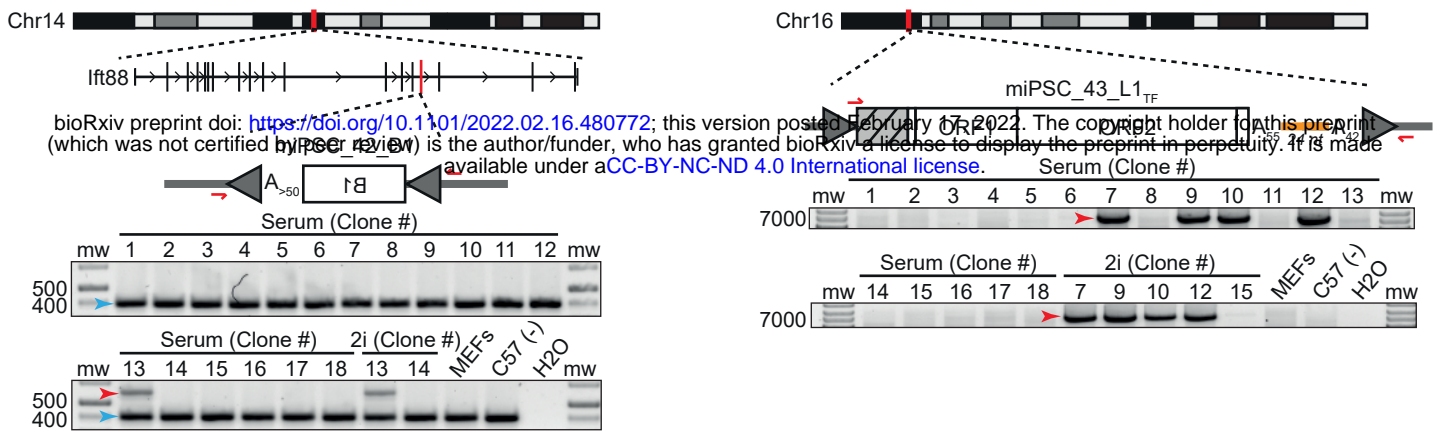 Chr14
Ift88
miPSC_42_B1
A>50
B1
Serum (Clone #)
mw 1 2 3 4 5 6 7 8 9 10 11 12 mw
500
400
Serum (Clone #) 2i (Clone #)
mw 13 14 15 16 17 18 13 14 MEFs C57 (-) H2O mw
500
400
Chr16
miPSC_43_L1TF
ORF1 ORF2 A55 A42
bioRxiv preprint doi: https://doi.org/10.1101/2022.02.16.480772; this version posted February 17, 2022. The copyright holder for this preprint
(which was not certified by peer review) is the author/funder, who has granted bioRxiv a license to display the preprint in perpetuity. It is made
available under aCC-BY-NC-ND 4.0 International license.
Serum (Clone #)
mw 1 2 3 4 5 6 7 8 9 10 11 12 13 mw
7000
Serum (Clone #) 2i (Clone #)
mw 14 15 16 17 18 7 9 10 12 15 MEFs C57 (-) H2O mw
7000